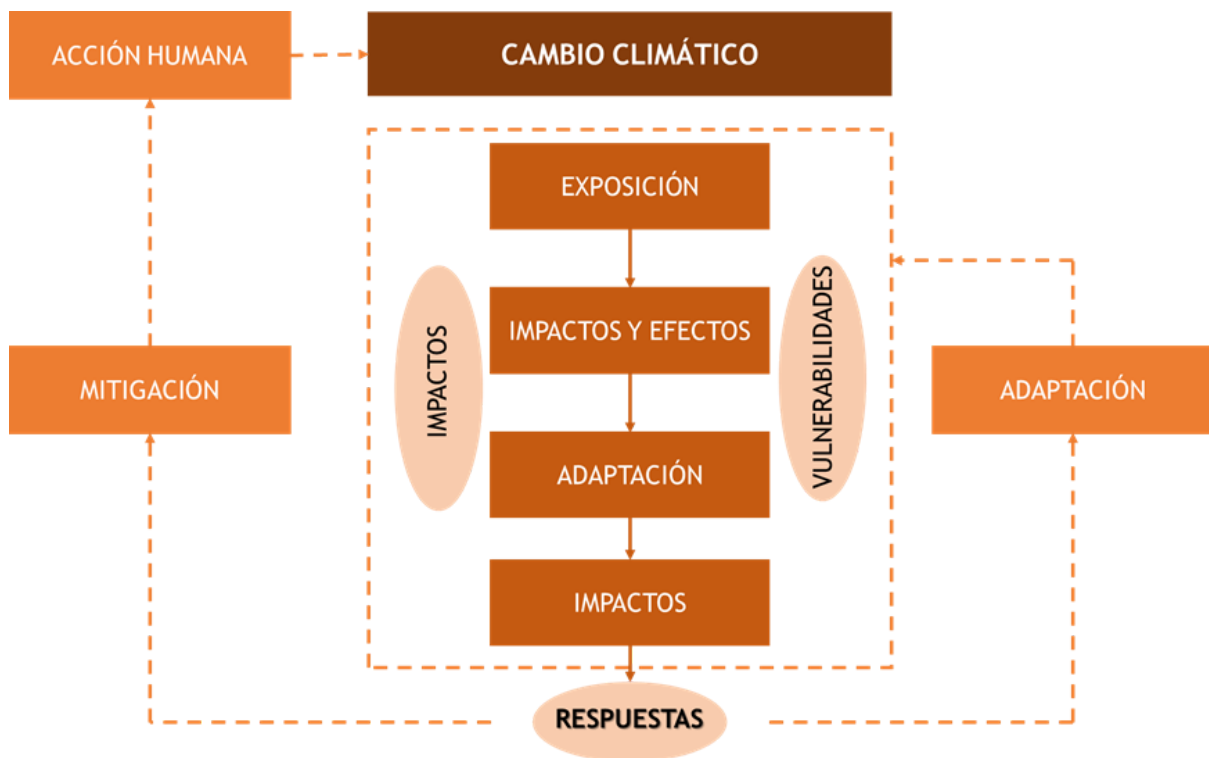 ACCIÓN HUMANA
CAMBIO CLIMÁTICO
EXPOSICIÓN
IMPACTOS
IMPACTOS Y EFECTOS
VULNERABILIDADES
MITIGACIÓN
ADAPTACIÓN
ADAPTACIÓN
IMPACTOS
RESPUESTAS